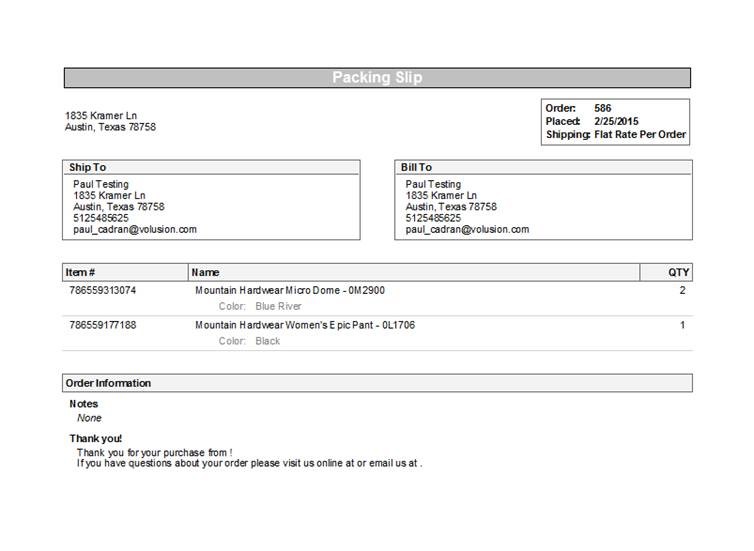 Packing Slip
1835 Kramer Ln
Austin, Texas 78758
Order: 586
Placed: 2/25/2015
Shipping: Flat Rate Per Order
Ship To
Paul Testing
1835 Kramer Ln
Austin, Texas 78758
5125485625
paul_cadran@volusion.com
Bill To
Paul Testing
1835 Kramer Ln
Austin, Texas 78758
5125485625
paul_cadran@volusion.com
Item # Name QTY
786559313074 Mountain Hardwear Micro Dome - OM2900 2
Color: Blue River
786559177188 Mountain Hardwear Women's Epic Pant - OL1706 1
Color: Black
Order Information
Notes
None
Thank you!
Thank you for your purchase from !
If you have questions about your order please visit us online at or email us at .